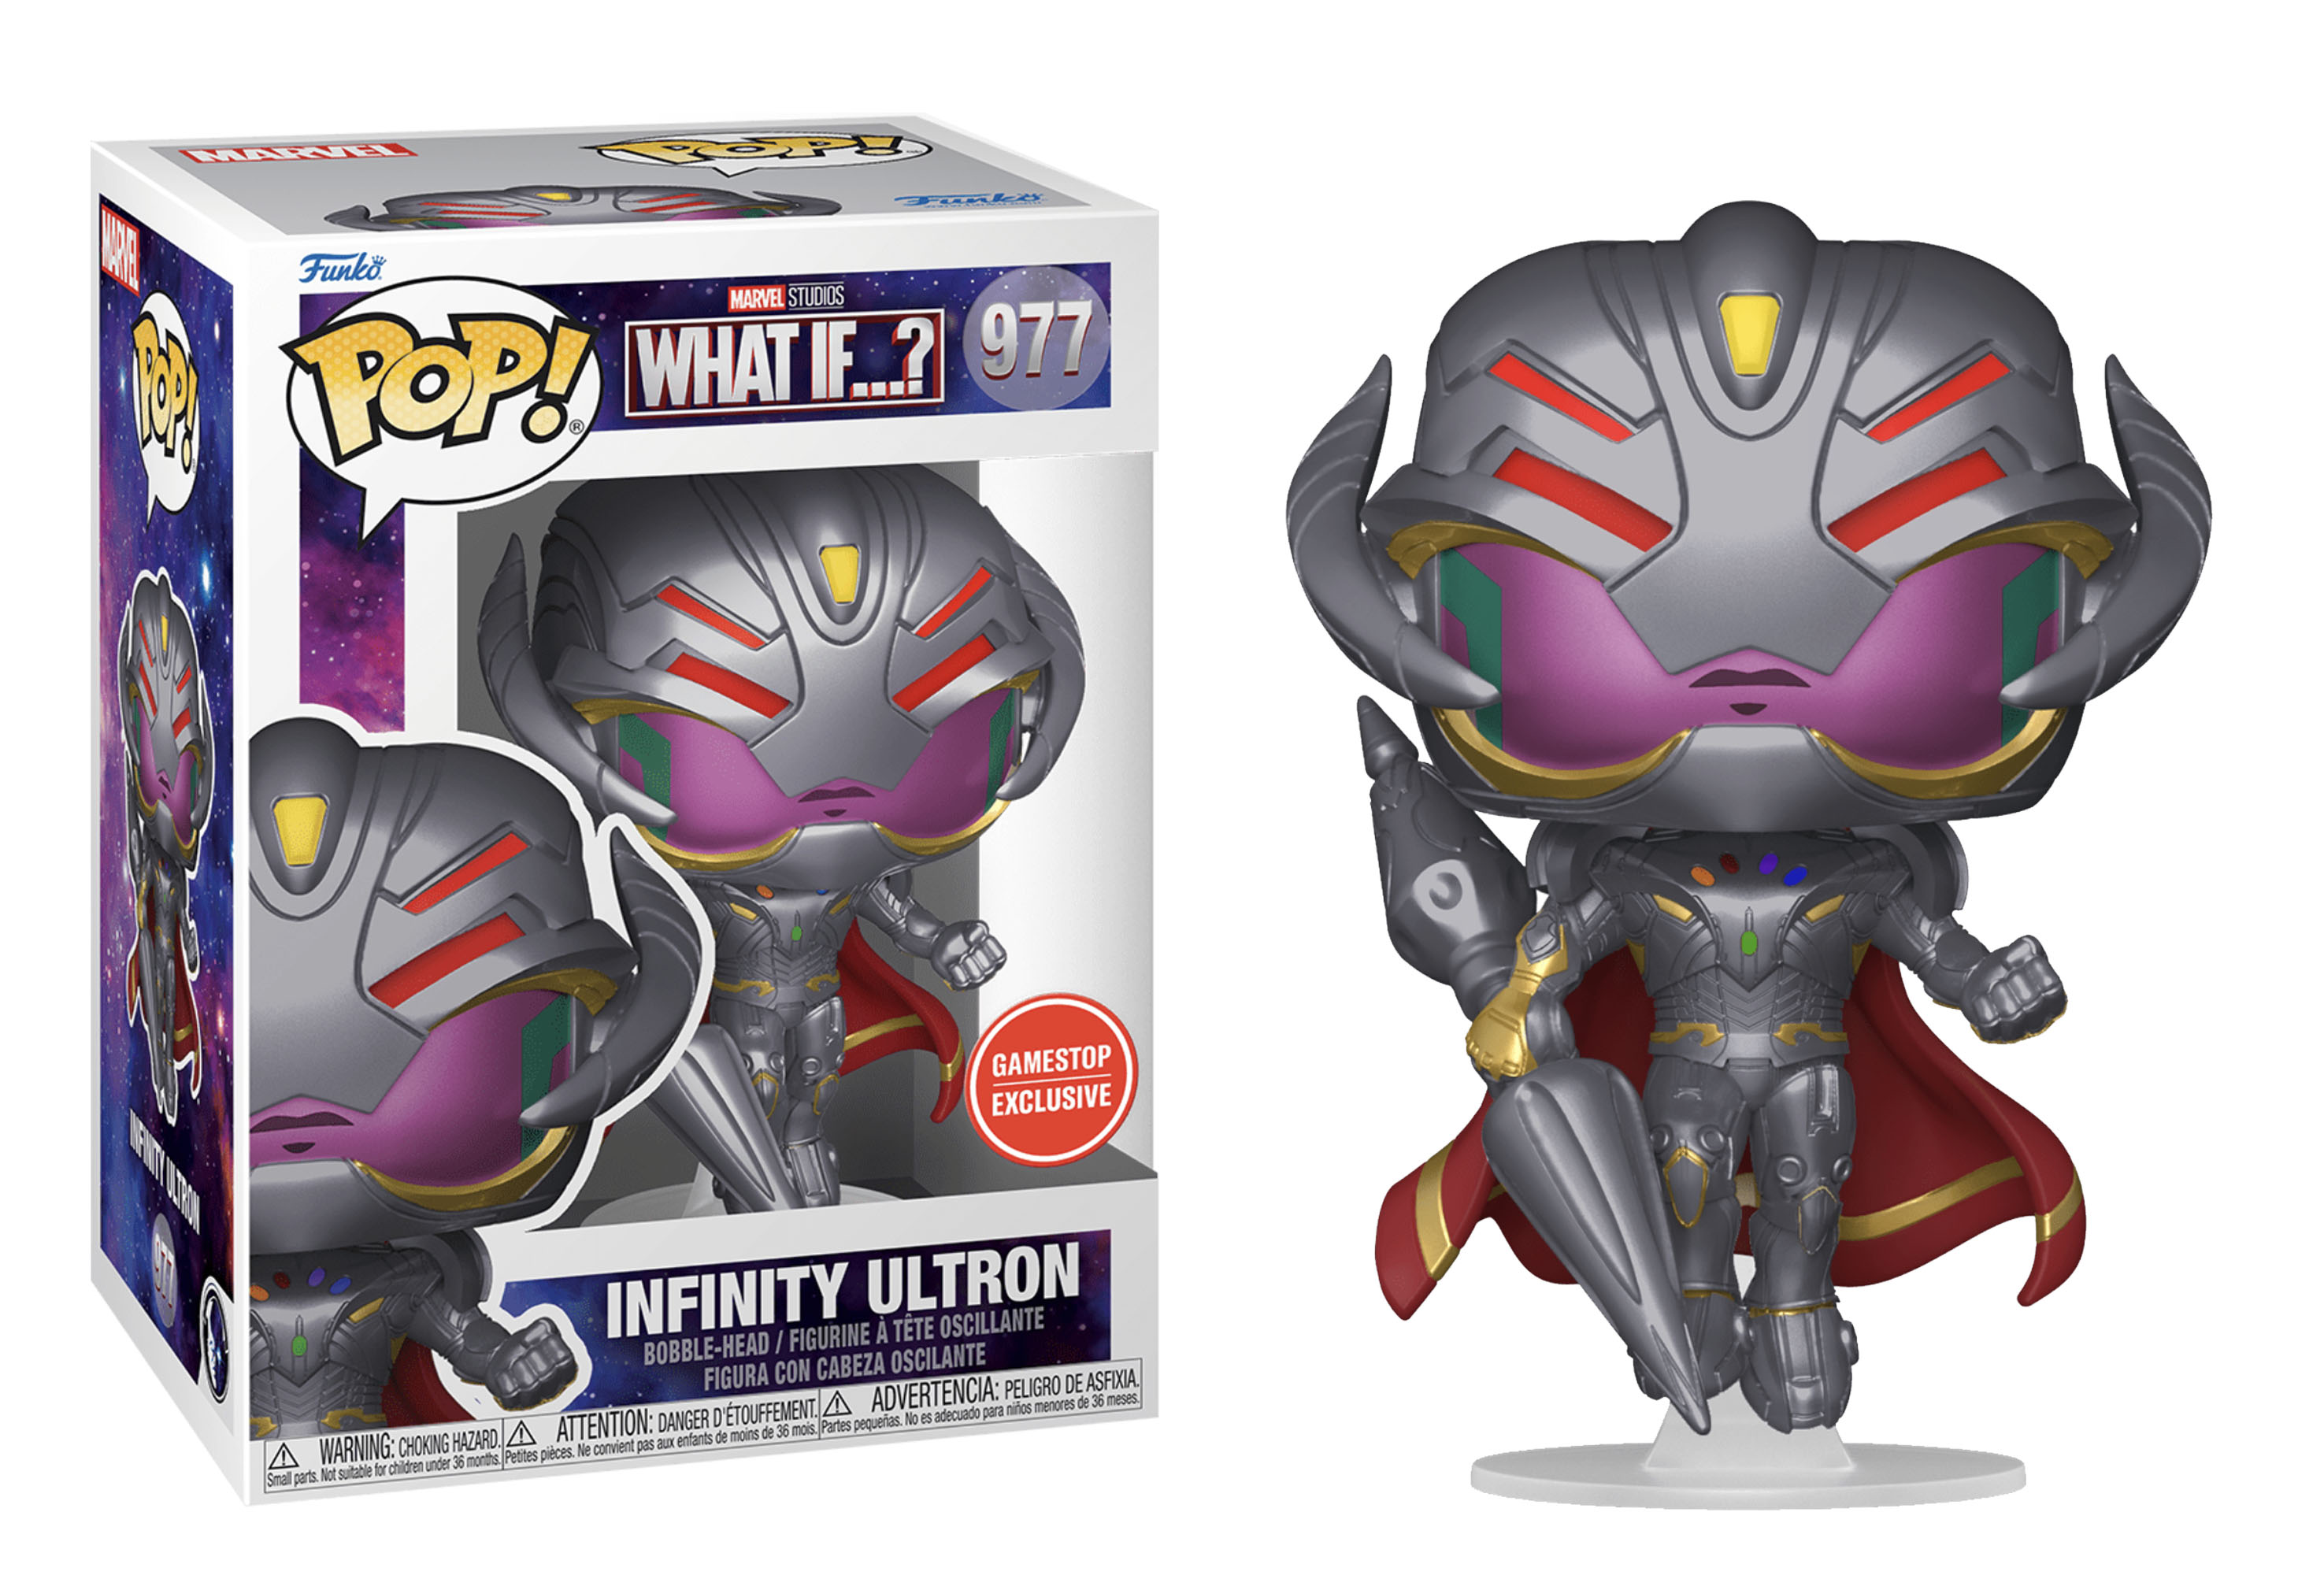 MARVEL
POP!
Funko
MARVEL
POP!
INFINITY ULTRON
977
Funko
POP!®
MARVEL STUDIOS
WHAT IF...?
977
GAMESTOP
EXCLUSIVE
INFINITY ULTRON
BOBBLE-HEAD / FIGURINE À TÊTE OSCILLANTE
FIGURA CON CABEZA OSCILANTE
WARNING: CHOKING HAZARD.
Small parts. Not suitable for children under 36 months.
ATTENTION: DANGER D'ÉTOUFFEMENT.
Petites pièces. Ne convient pas aux enfants de moins de 36 mois.
ADVERTENCIA: PELIGRO DE ASFIXIA.
Partes pequeñas. No es adecuado para niños menores de 36 meses.